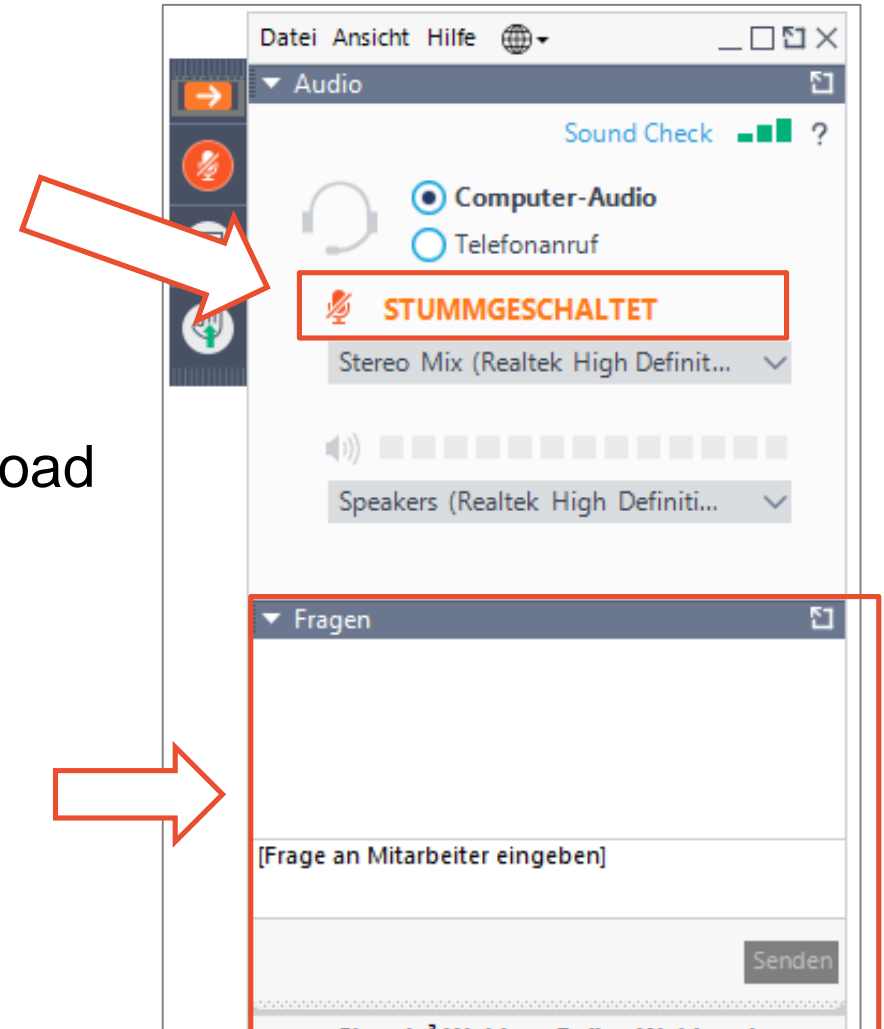 Datei Ansicht Hilfe
Audio
Sound Check ?
Computer-Audio
Telefonanruf
STUMMGESCHALTET
Stereo Mix (Realtek High Definit...
oad
Speakers (Realtek High Definiti...
Fragen
[Frage an Mitarbeiter eingeben]
Senden